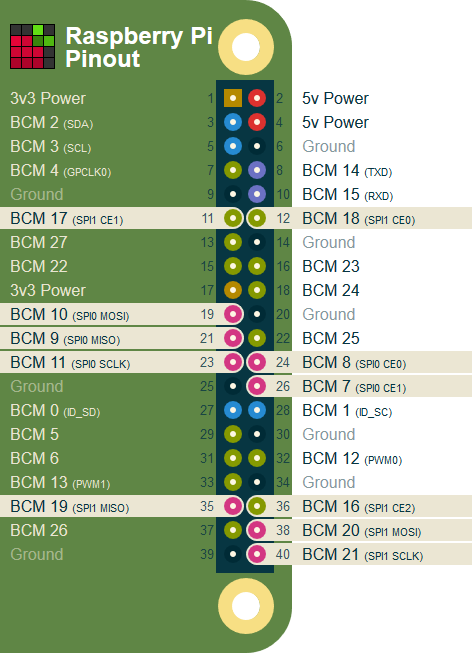 Raspberry Pi
Pinout
3v3 Power 1 2 5v Power
BCM 2 (SDA) 3 4 5v Power
BCM 3 (SCL) 5 6 Ground
BCM 4 (GPCLK0) 7 8 BCM 14 (TXD)
Ground 9 10 BCM 15 (RXD)
BCM 17 (SPI1 CE1) 11 12 BCM 18 (SPI1 CE0)
BCM 27 13 14 Ground
BCM 22 15 16 BCM 23
3v3 Power 17 18 BCM 24
BCM 10 (SPI0 MOSI) 19 20 Ground
BCM 9 (SPI0 MISO) 21 22 BCM 25
BCM 11 (SPI0 SCLK) 23 24 BCM 8 (SPI0 CE0)
Ground 25 26 BCM 7 (SPI0 CE1)
BCM 0 (ID_SD) 27 28 BCM 1 (ID_SC)
BCM 5 29 30 Ground
BCM 6 31 32 BCM 12 (PWM0)
BCM 13 (PWM1) 33 34 Ground
BCM 19 (SPI1 MISO) 35 36 BCM 16 (SPI1 CE2)
BCM 26 37 38 BCM 20 (SPI1 MOSI)
Ground 39 40 BCM 21 (SPI1 SCLK)